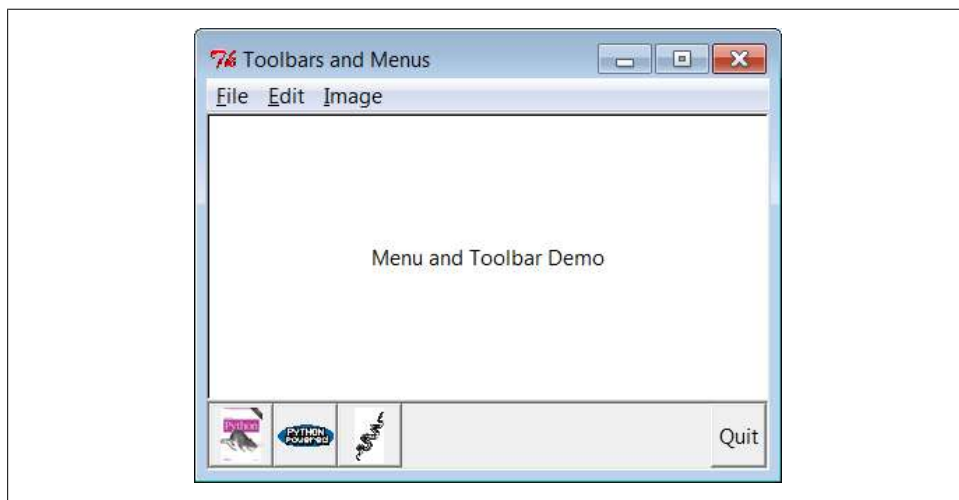 Toolbars and Menus
File Edit Image
Menu and Toolbar Demo
Python
PYTHON
Powered
Quit